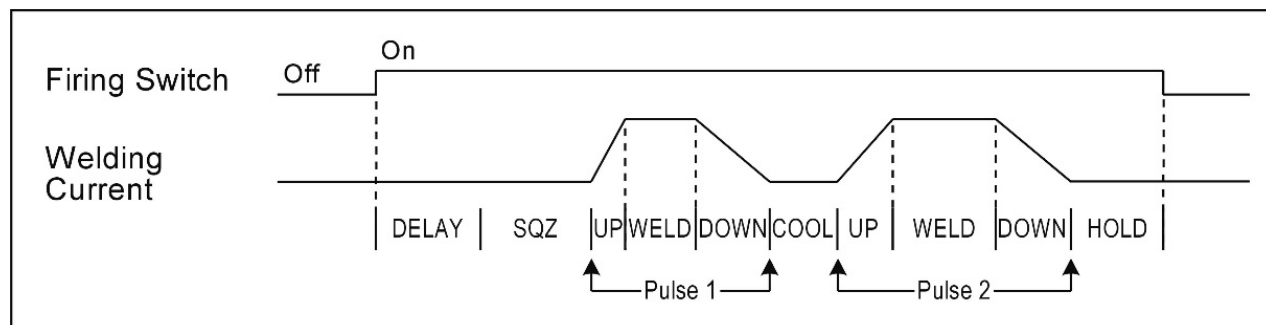 On
Firing Switch Off
Welding
Current
DELAY SQZ UP WELD DOWN COOL UP WELD DOWN HOLD
Pulse 1 Pulse 2